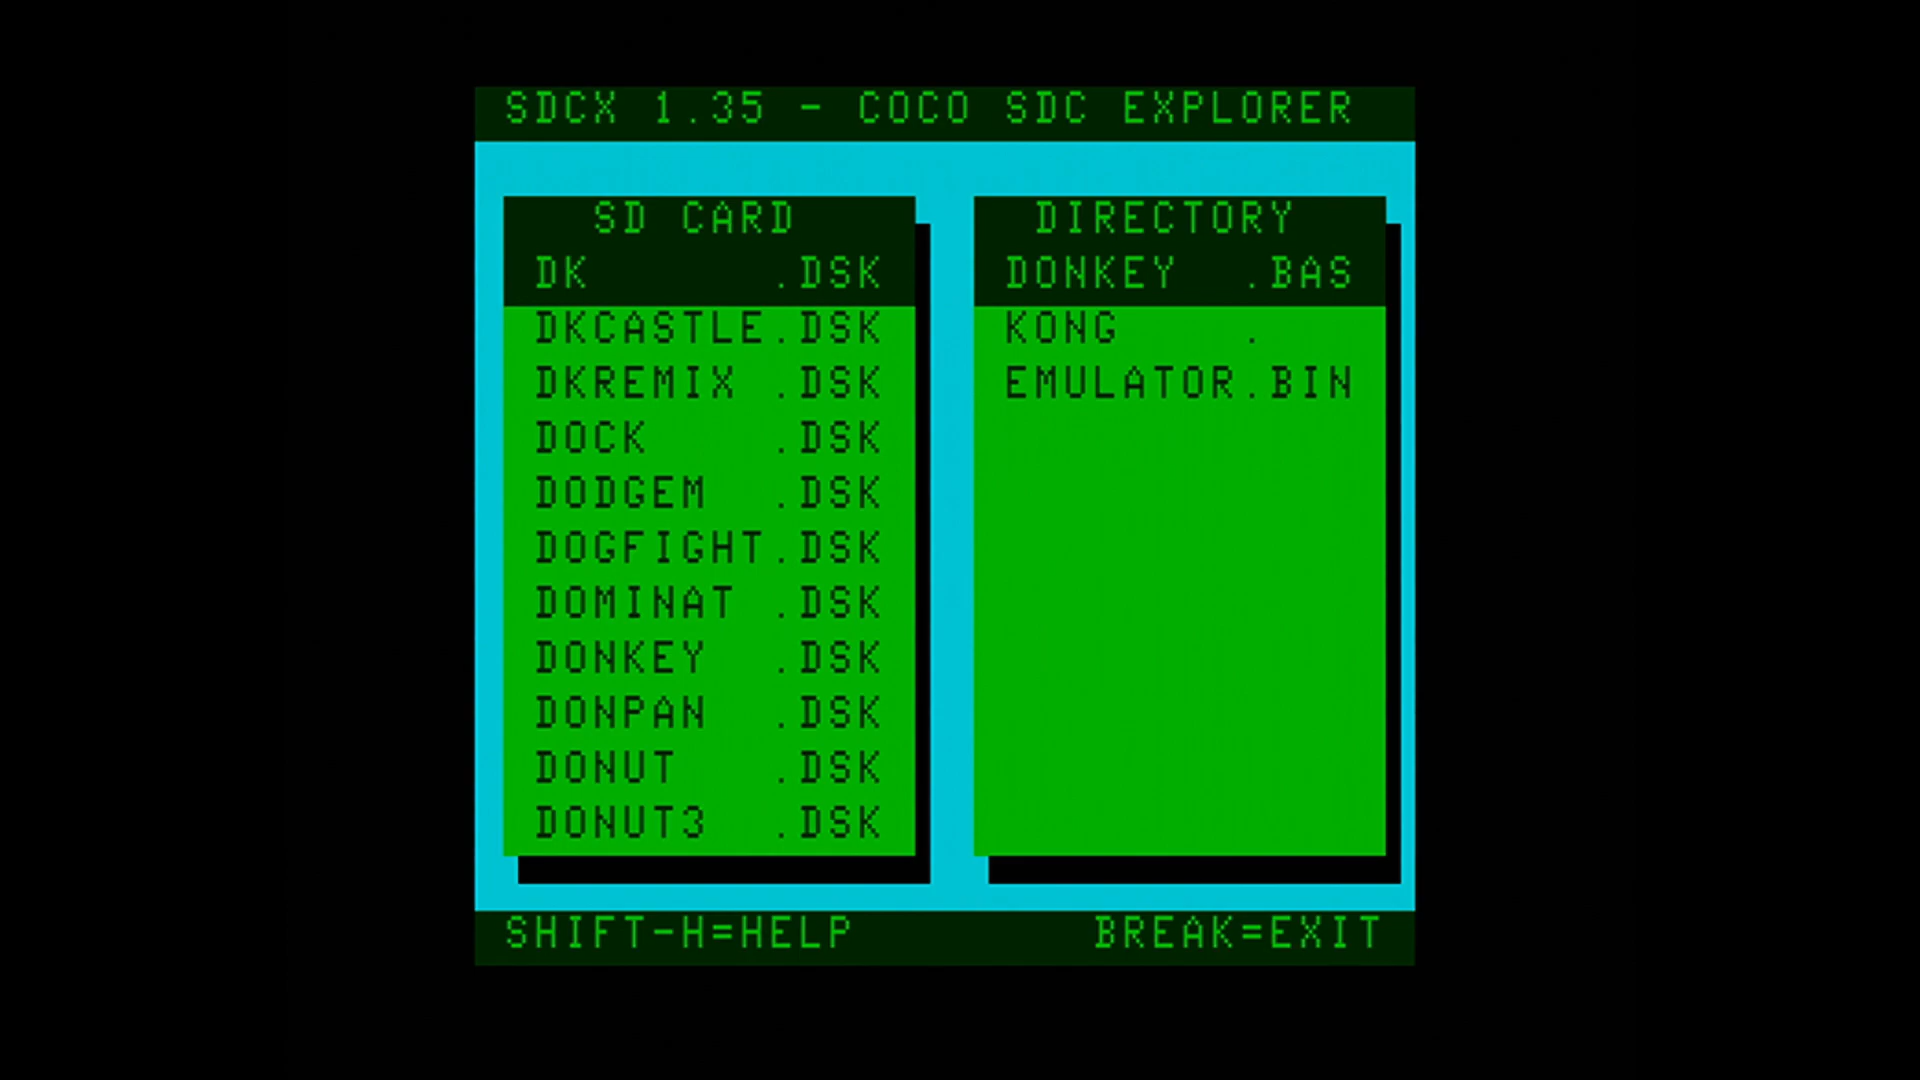 SDCX 1.35 - COCO SDC EXPLORER
SD CARD
DK .DSK
DKCASTLE.DSK
DKREMIX .DSK
DOCK .DSK
DODGEM .DSK
DOGFIGHT.DSK
DOMINAT .DSK
DONKEY .DSK
DONPAN .DSK
DONUT .DSK
DONUT3 .DSK
DIRECTORY
DONKEY .BAS
KONG .
EMULATOR.BIN
SHIFT-H=HELP BREAK=EXIT